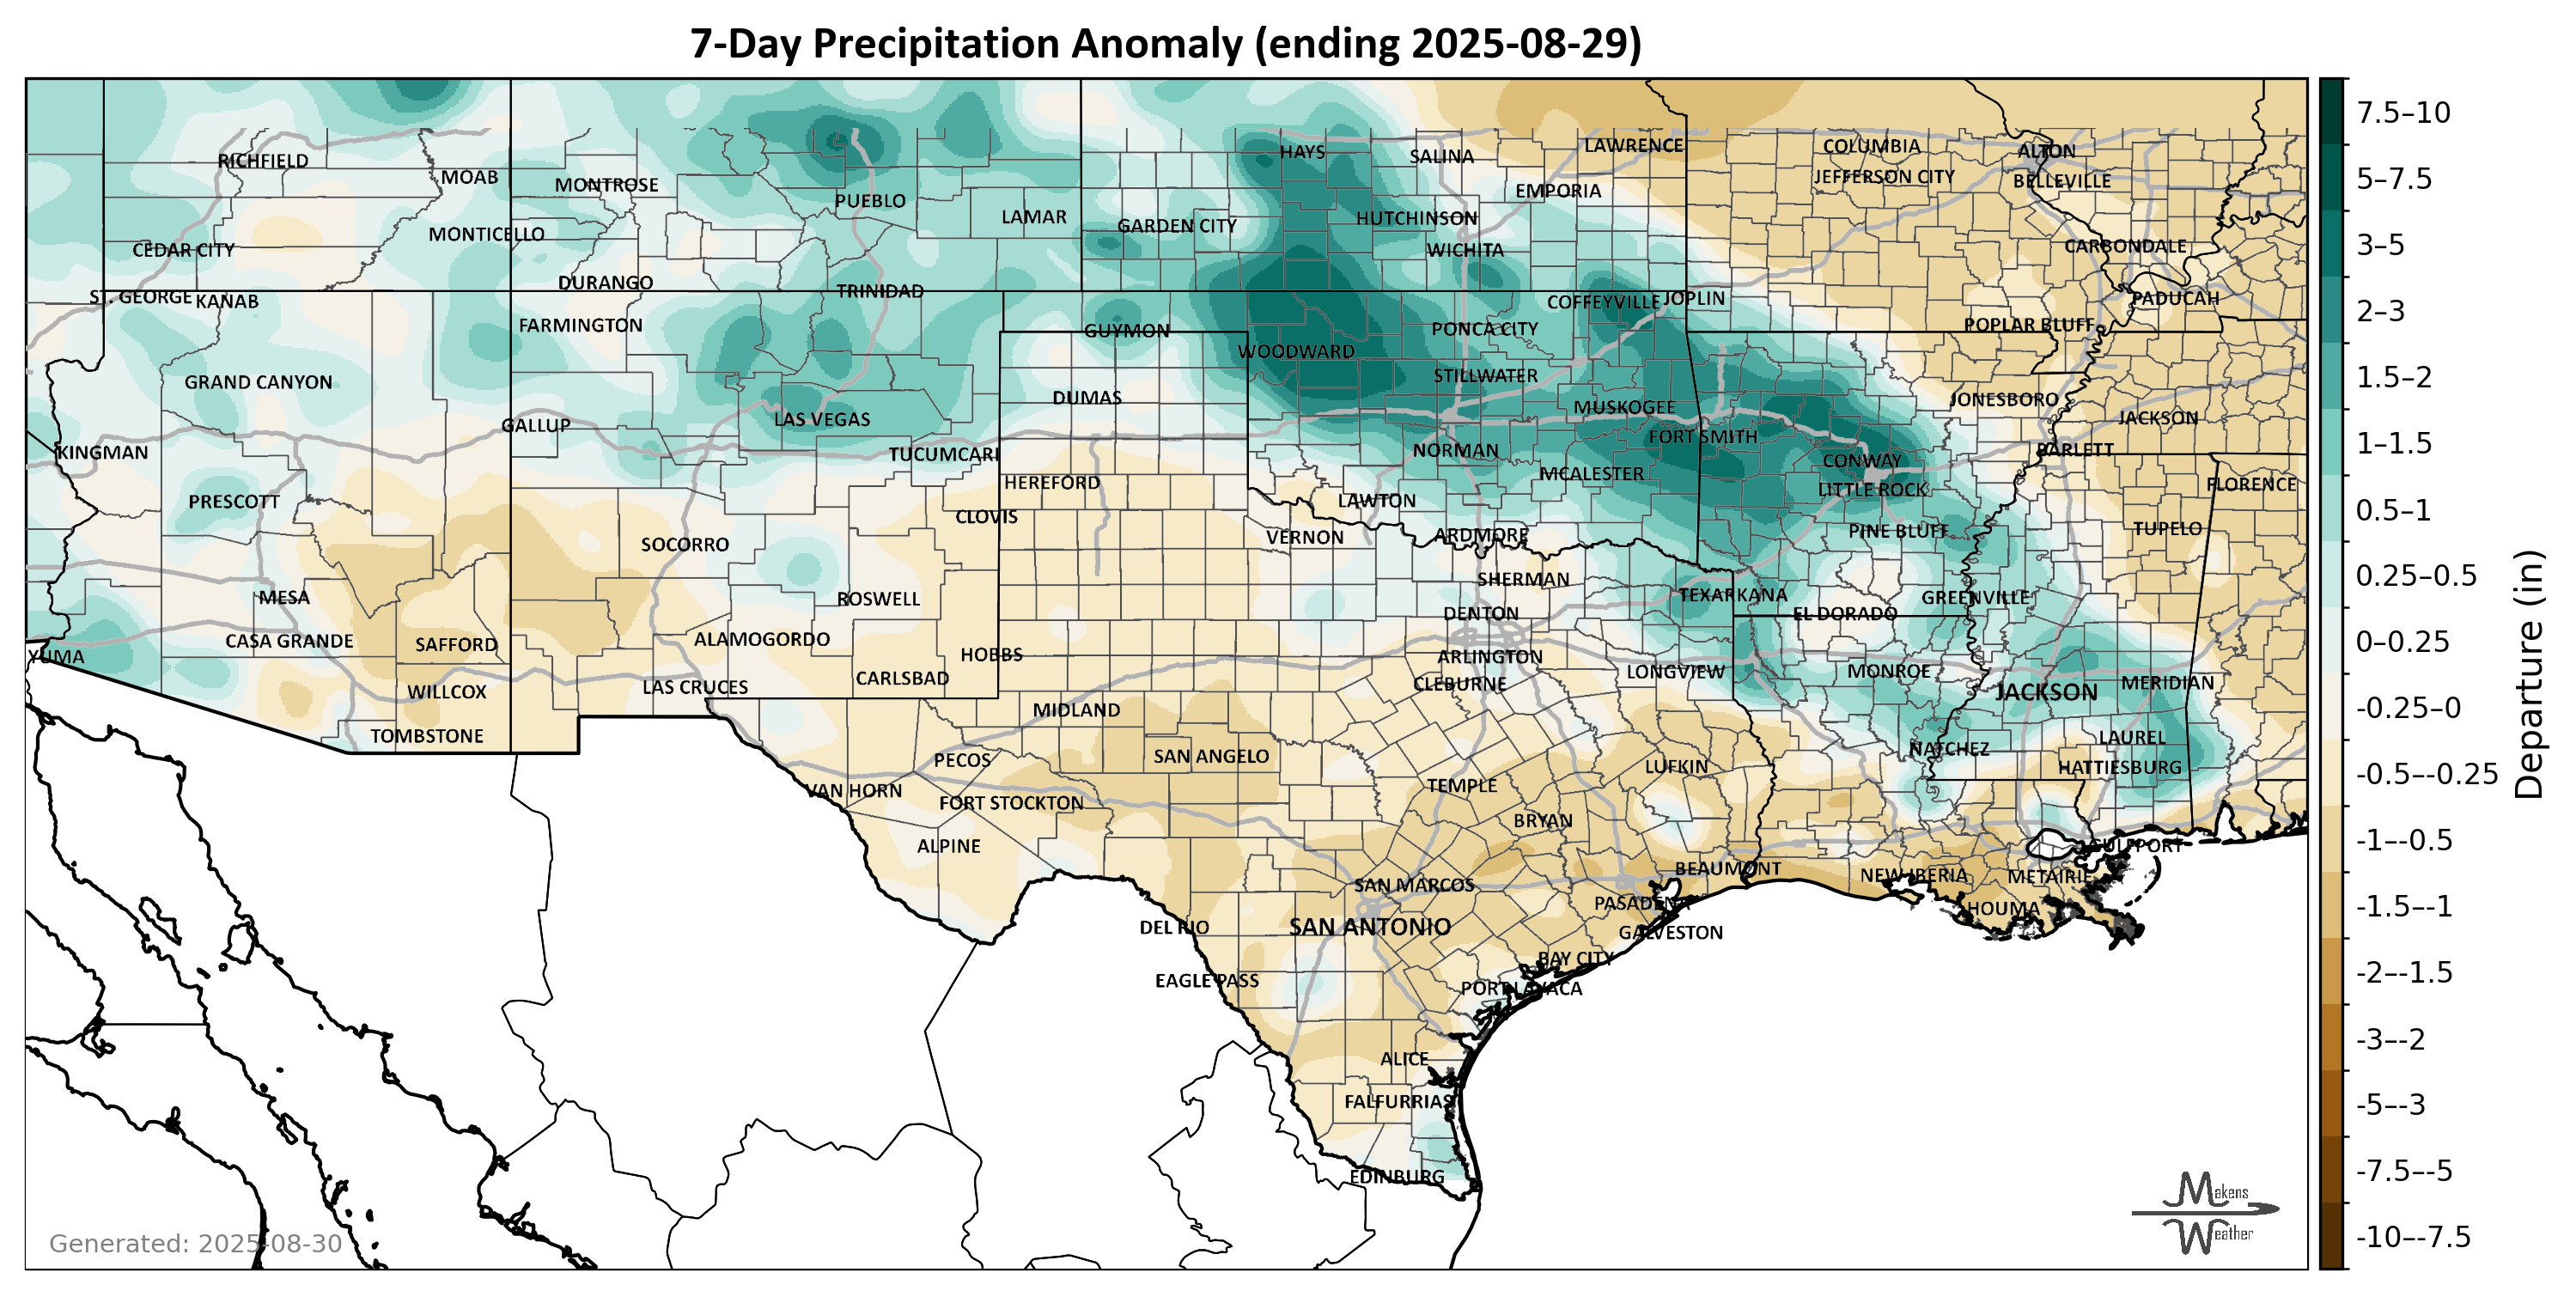 7-Day Precipitation Anomaly (ending 2025-08-29)
HAYS
SALINA
LAWRENCE
COLUMBIA
ALTON
RICHFIELD
MOAB
MONTROSE
PUEBLO
EMPORIA
JEFFERSON CITY
BELLEVILLE
LAMAR
GARDEN CITY
HUTCHINSON
CEDAR CITY
MONTICELLO
WICHITA
CARBONDALE
DURANGO
TRINIDAD
ST. GEORGE
KANAB
COFFEYVILLE
JOPLIN
PADUCAH
FARMINGTON
GUYMON
PONCA CITY
POPLAR BLUFF
WOODWARD
GRAND CANYON
STILLWATER
DUMAS
MUSKOGEE
JONESBORO
GALLUP
LAS VEGAS
JACKSON
KINGMAN
TUCUMCARI
NORMAN
FORT SMITH
BARLETT
CONWAY
PRESCOTT
HEREFORD
MCALESTER
LITTLE ROCK
FLORENCE
LAWTON
CLOVIS
SOCORRO
VERNON
ARDMORE
PINE BLUFF
TUPELO
SHERMAN
MESA
ROSWELL
TEXARKANA
GREENVILLE
DENTON
EL DORADO
CASA GRANDE
SAFFORD
ALAMOGORDO
YUMA
HOBBS
ARLINGTON
LONGVIEW
MONROE
WILLCOX
LAS CRUCES
CARLSBAD
CLEBURNE
JACKSON
MERIDIAN
MIDLAND
TOMBSTONE
PECOS
SAN ANGELO
NATCHEZ
LAUREL
LUFKIN
HATTIESBURG
VAN HORN
FORT STOCKTON
TEMPLE
BRYAN
ALPINE
GULFPORT
BEAUMONT
SAN MARCOS
NEW IBERIA
METAIRIE
PASADENA
HOUMA
DEL RIO
SAN ANTONIO
GALVESTON
BAY CITY
EAGLE PASS
PORT LAVACA
ALICE
FALFURRIAS
EDINBURG
7.5–10
5–7.5
3–5
2–3
1.5–2
1–1.5
0.5–1
0.25–0.5
0–0.25
-0.25–0
-0.5–-0.25
-1–-0.5
-1.5–-1
-2–-1.5
-3–-2
-5–-3
-7.5–-5
-10–-7.5
Departure (in)
Generated: 2025-08-30
Makens
Weather